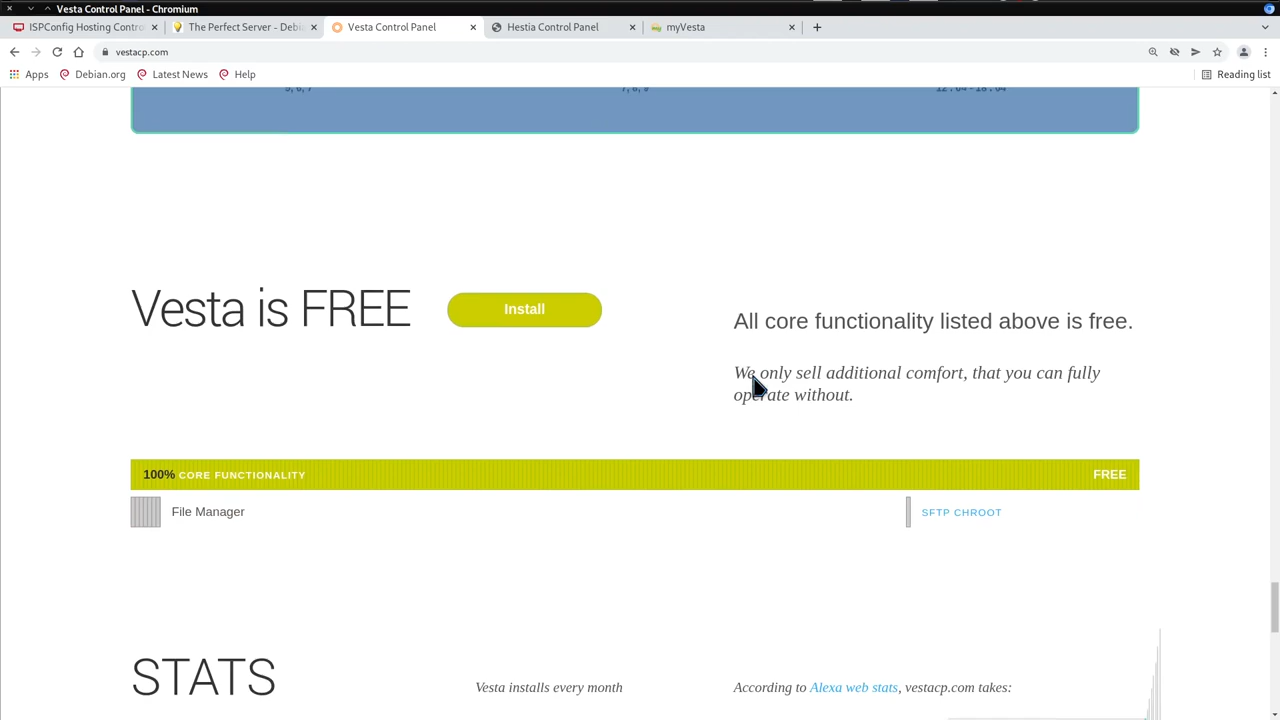 Vesta Control Panel - Chromium
ISPConfig Hosting Contro
The Perfect Server - Debi
Vesta Control Panel
Hestia Control Panel
myVesta
vestacp.com
Apps
Debian.org
Latest News
Help
Reading list
Vesta is FREE
Install
All core functionality listed above is free.
We only sell additional comfort, that you can fully
operate without.
100% CORE FUNCTIONALITY
FREE
File Manager
SFTP CHROOT
STATS
Vesta installs every month
According to Alexa web stats, vestacp.com takes: